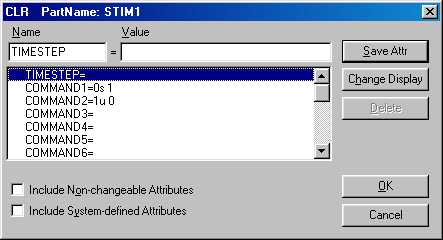 CLR PartName: STIM1
Name Value
TIMESTEP =
Save Attr
TIMESTEP=
COMMAND1=0s 1
COMMAND2=1u 0
COMMAND3=
COMMAND4=
COMMAND5=
COMMAND6=
Change Display
Delete
Include Non-changeable Attributes
Include System-defined Attributes
OK
Cancel